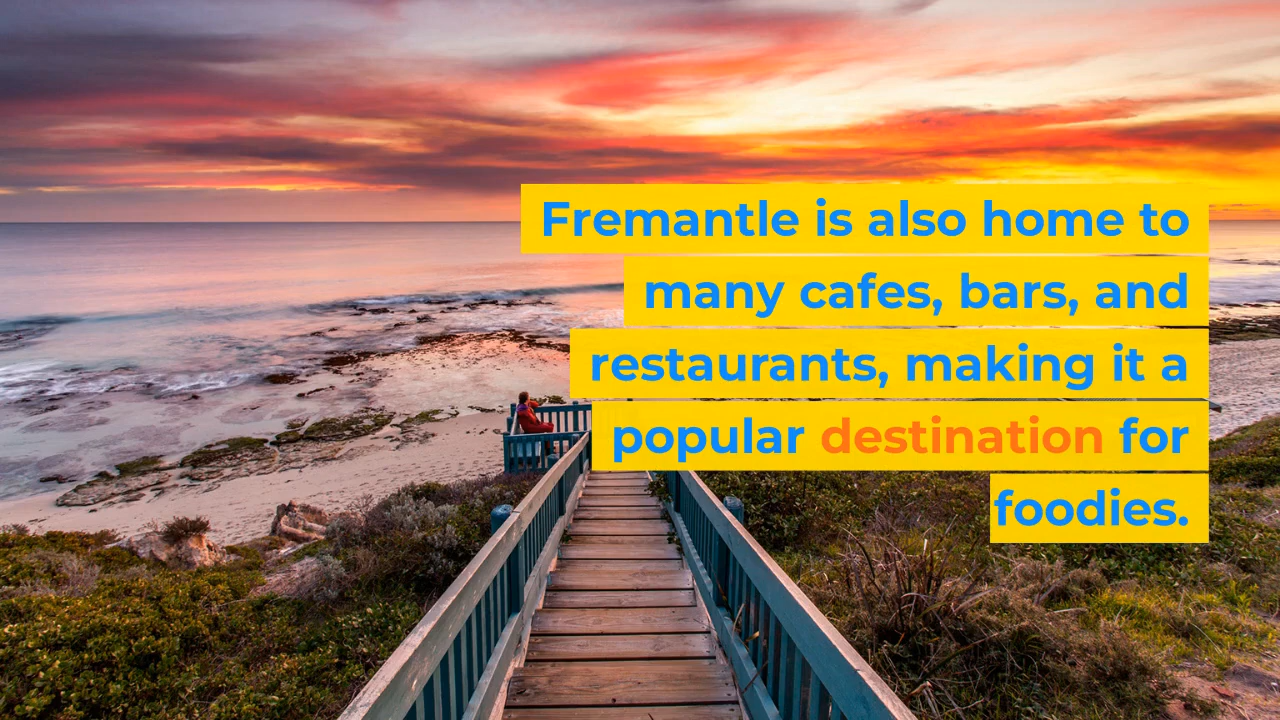 Fremantle is also home to
many cafes, bars, and
restaurants, making it a
popular destination for
foodies.